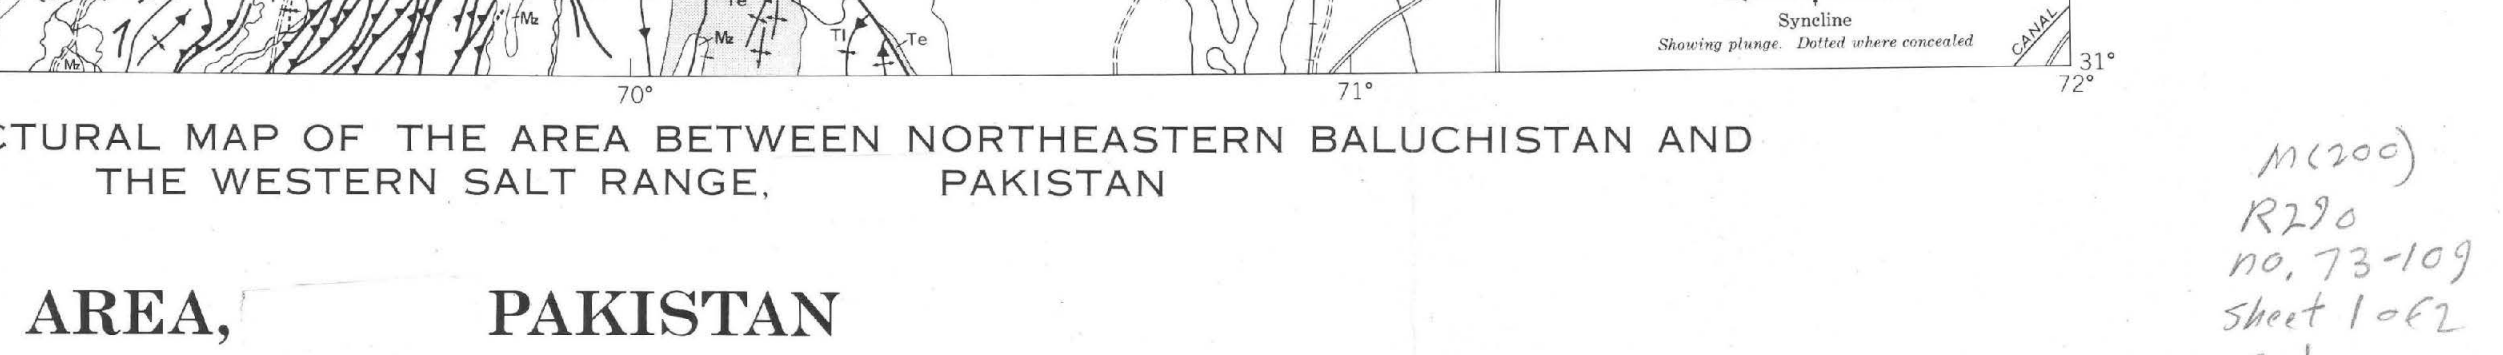 Te
Mz
Mz
Tl
Te
Mz
Syncline
Showing plunge. Dotted where concealed
CANAL
31°
70°
71°
72°
CTURAL MAP OF THE AREA BETWEEN NORTHEASTERN BALUCHISTAN AND
THE WESTERN SALT RANGE, PAKISTAN
M(200)
R290
no. 73-109
sheet 1 of 2
AREA, PAKISTAN